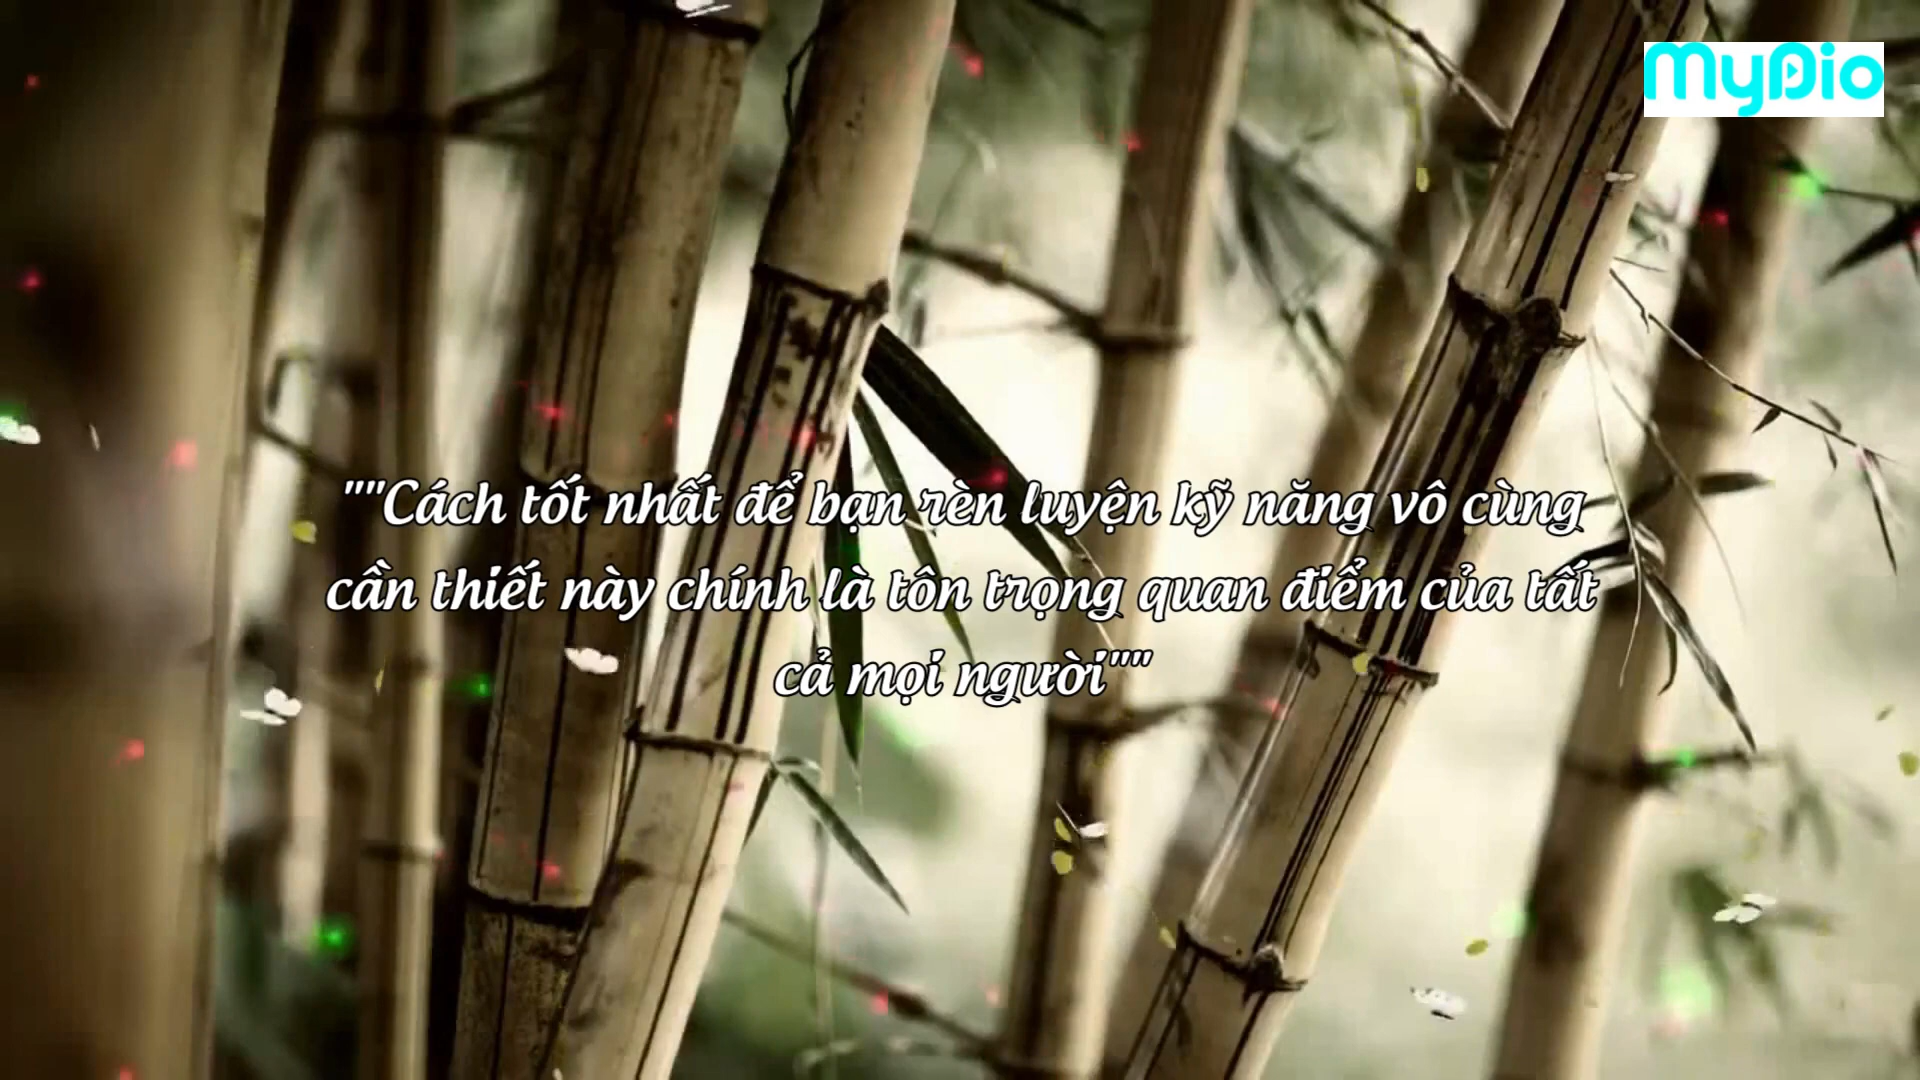 MyDio
""Cách tốt nhất để bạn rèn luyện kỹ năng vô cùng
cần thiết này chính là tôn trọng quan điểm của tất
cả mọi người""